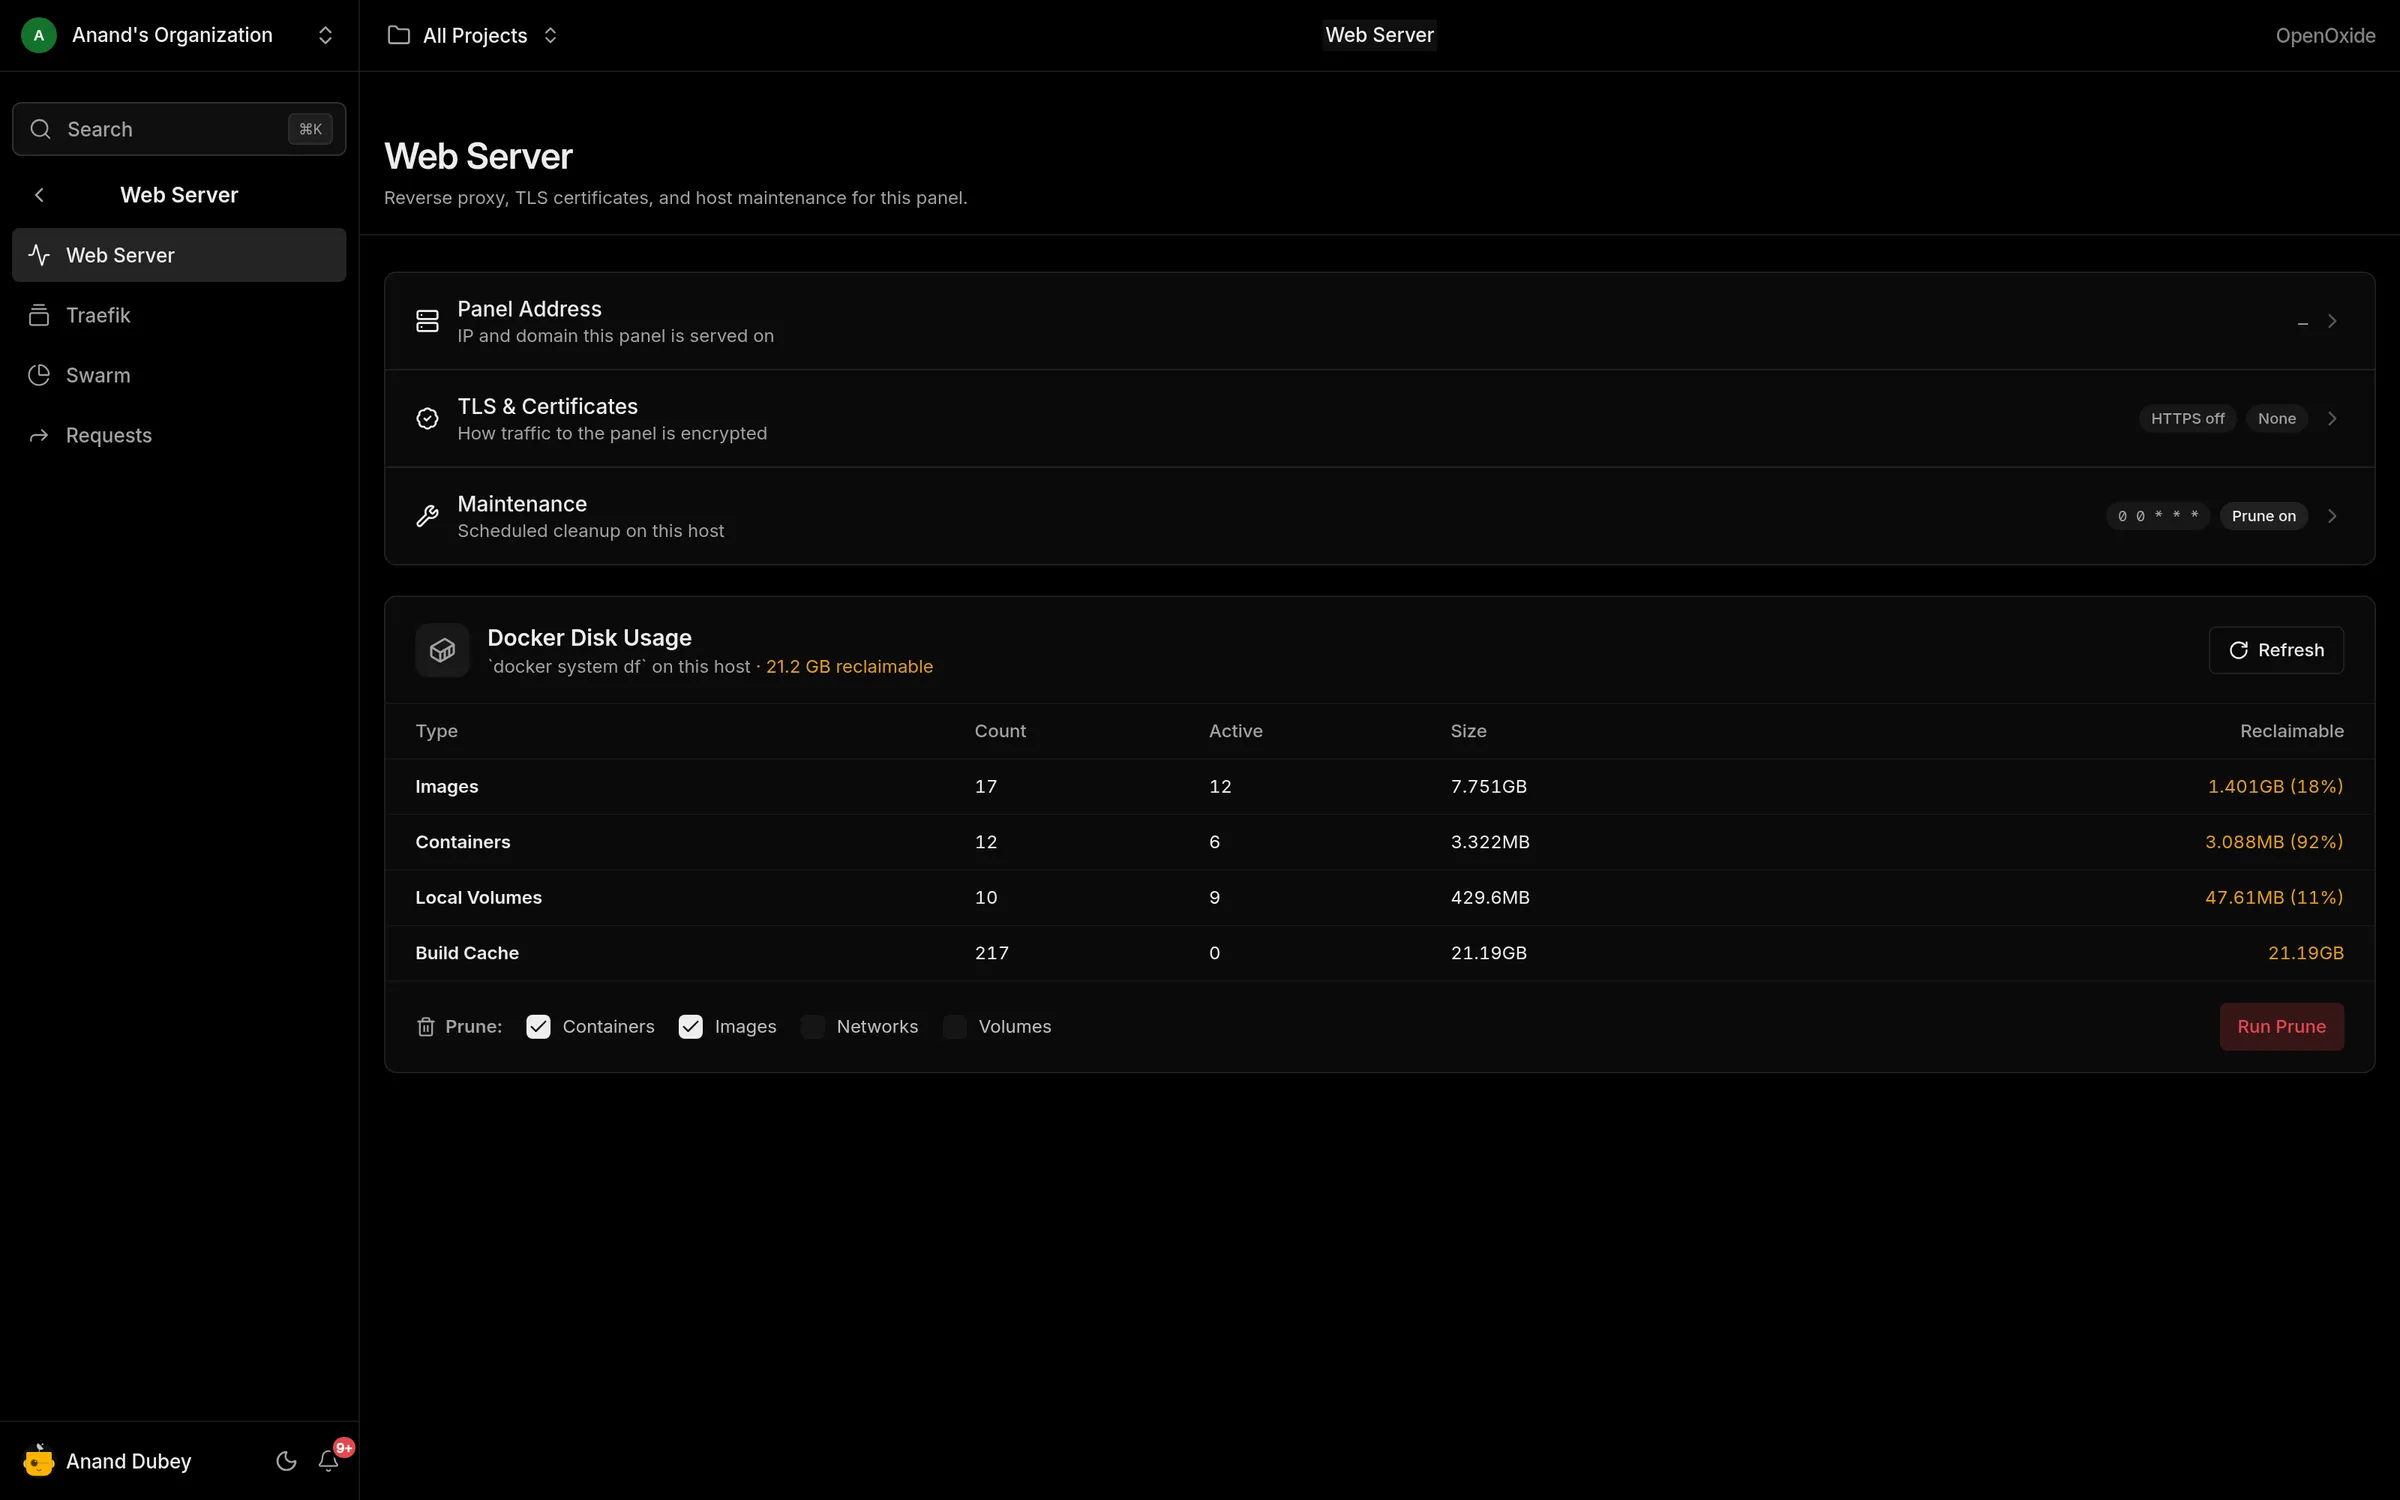 A Anand's Organization
All Projects
Web Server
OpenOxide
Search ⌘K
Web Server
Web Server
Traefik
Swarm
Requests
Web Server
Reverse proxy, TLS certificates, and host maintenance for this panel.
Panel Address
IP and domain this panel is served on
–
TLS & Certificates
How traffic to the panel is encrypted
HTTPS off None
Maintenance
Scheduled cleanup on this host
0 0 * * * Prune on
Docker Disk Usage
`docker system df` on this host · 21.2 GB reclaimable
Refresh
Type Count Active Size Reclaimable
Images 17 12 7.751GB 1.401GB (18%)
Containers 12 6 3.322MB 3.088MB (92%)
Local Volumes 10 9 429.6MB 47.61MB (11%)
Build Cache 217 0 21.19GB 21.19GB
Prune: Containers Images Networks Volumes
Run Prune
Anand Dubey
9+